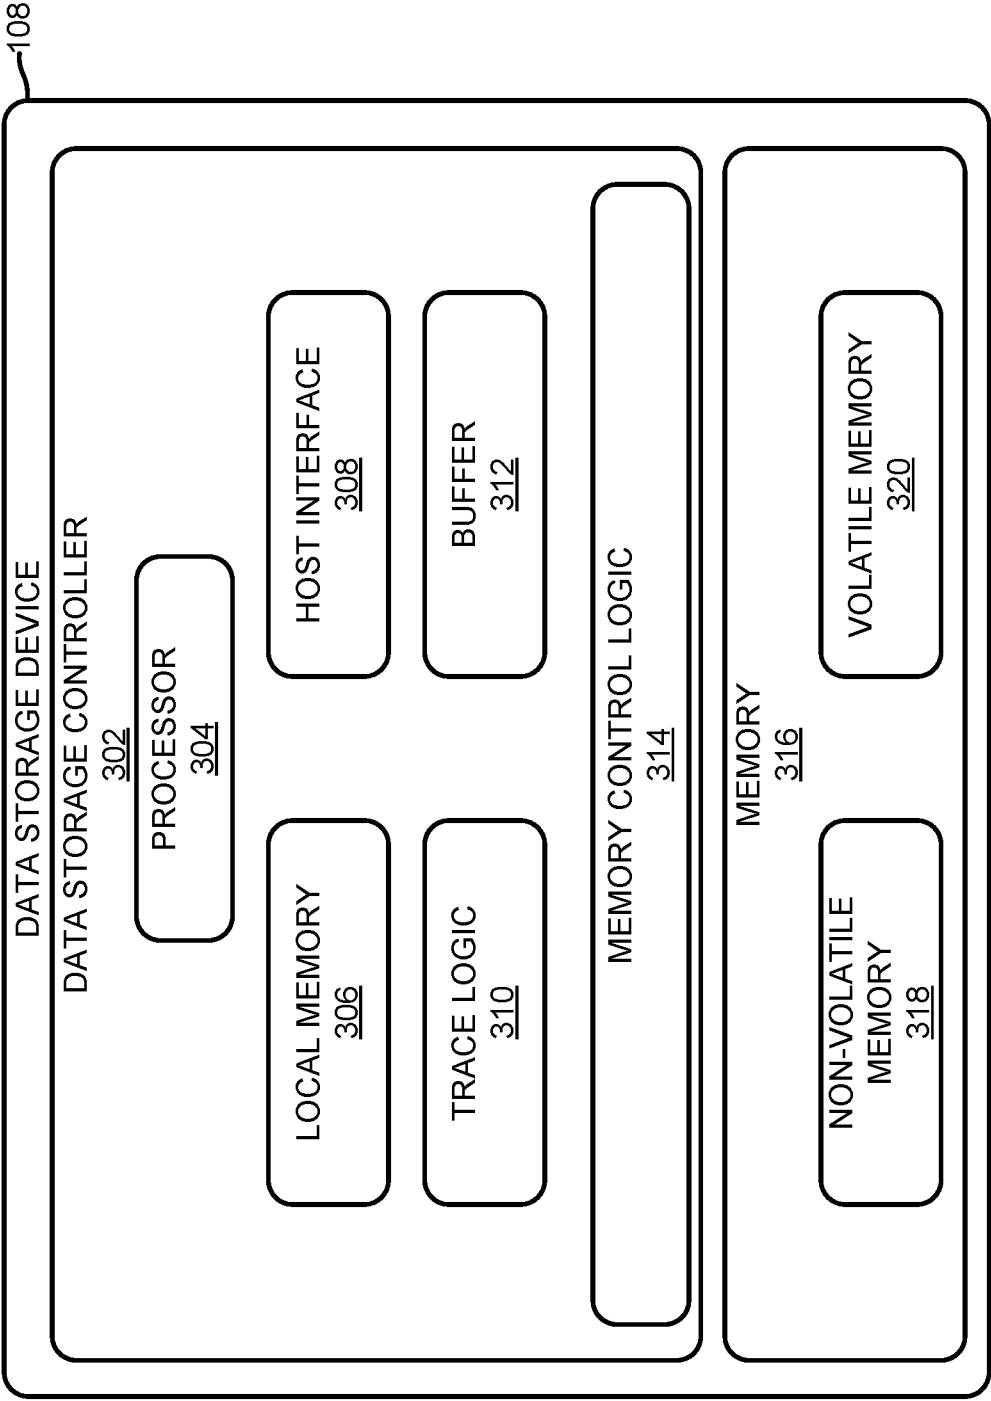 108
DATA STORAGE DEVICE
DATA STORAGE CONTROLLER
302
PROCESSOR
304
LOCAL MEMORY
306
HOST INTERFACE
308
TRACE LOGIC
310
BUFFER
312
MEMORY CONTROL LOGIC
314
MEMORY
316
NON-VOLATILE
MEMORY
318
VOLATILE MEMORY
320